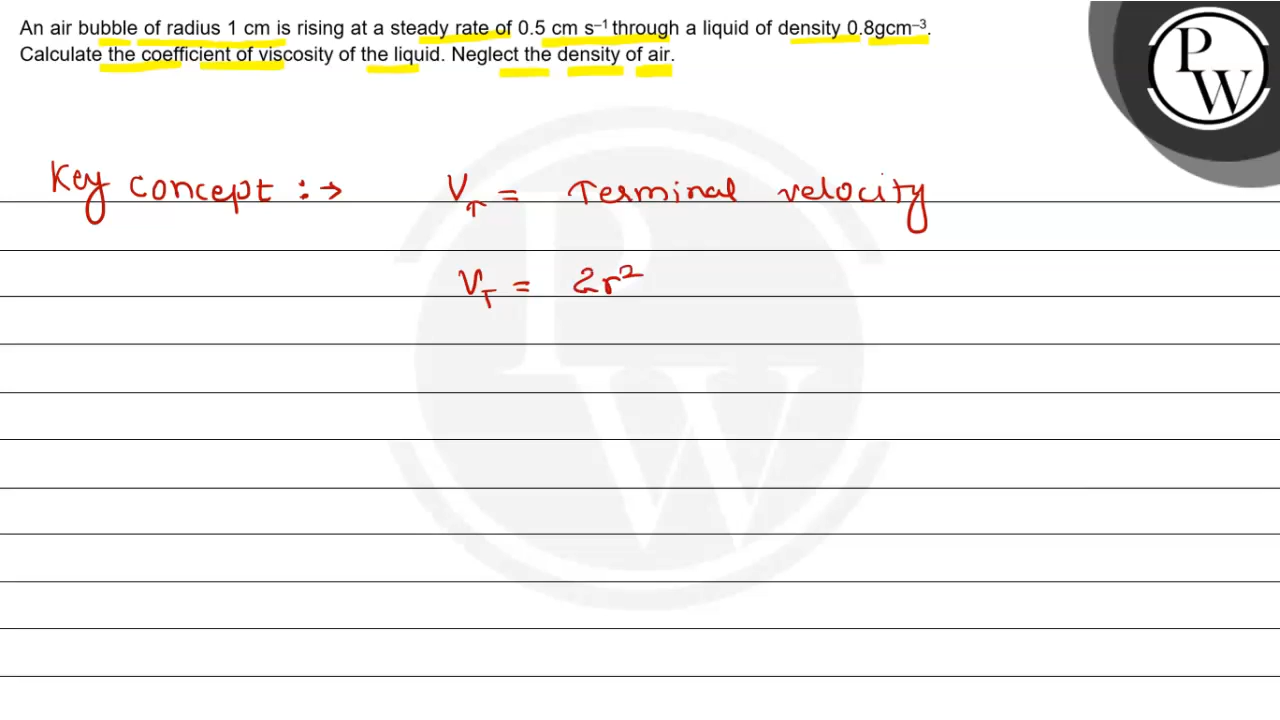 An air bubble of radius 1 cm is rising at a steady rate of 0.5 cm s⁻¹ through a liquid of density 0.8gcm⁻³.
Calculate the coefficient of viscosity of the liquid. Neglect the density of air.
P
W
Key concept :→ V_T = Terminal velocity
V_T = 2r²
P
W